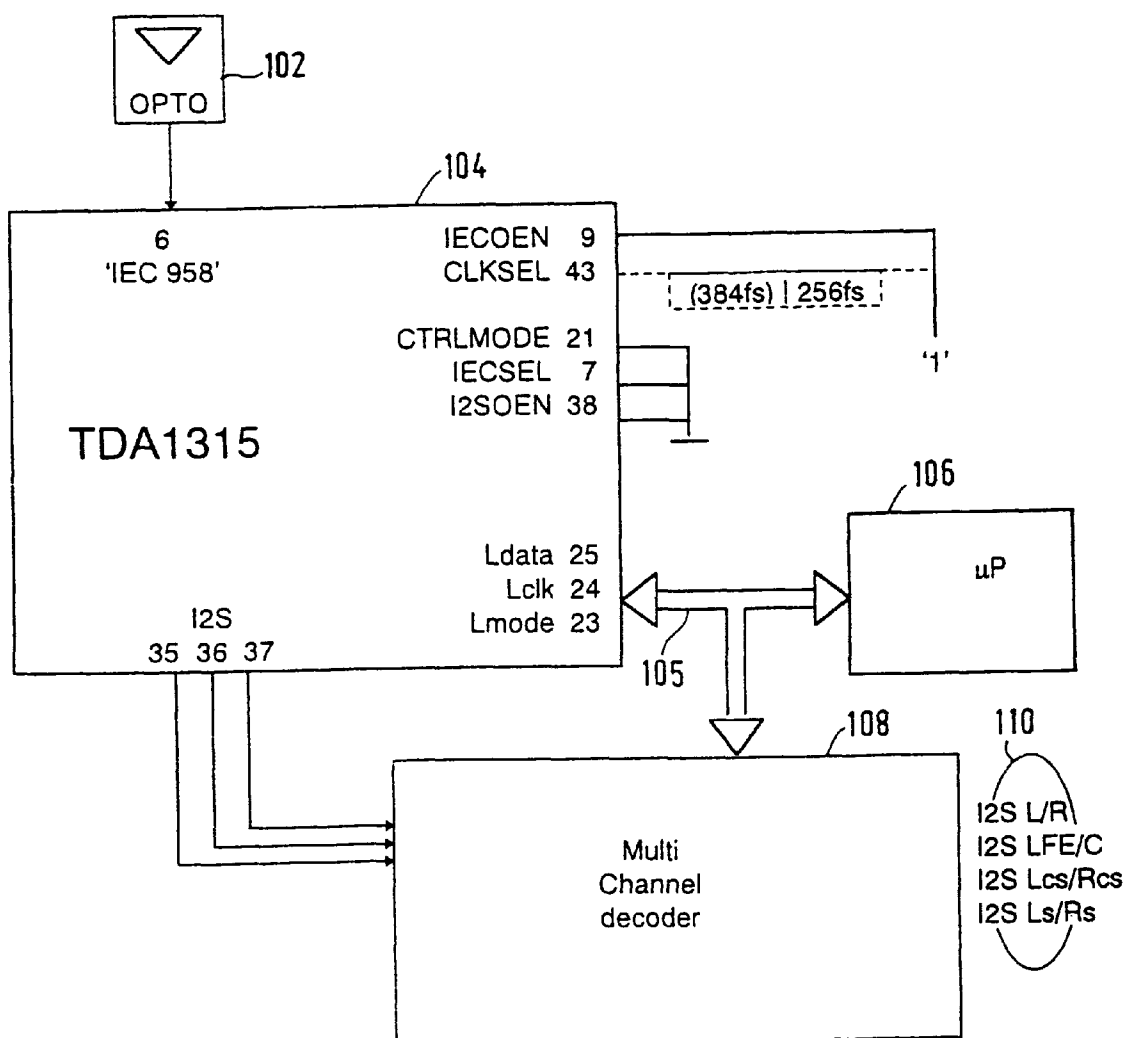 102
OPTO
104
6
'IEC 958'
IECOEN 9
CLKSEL 43
(384fs) | 256fs
CTRLMODE 21
IECSEL 7
I2SOEN 38
'1'
TDA1315
106
µP
Ldata 25
Lclk 24
Lmode 23
105
I2S
35 36 37
108
110
Multi
Channel
decoder
I2S L/R
I2S LFE/C
I2S Lcs/Rcs
I2S Ls/Rs